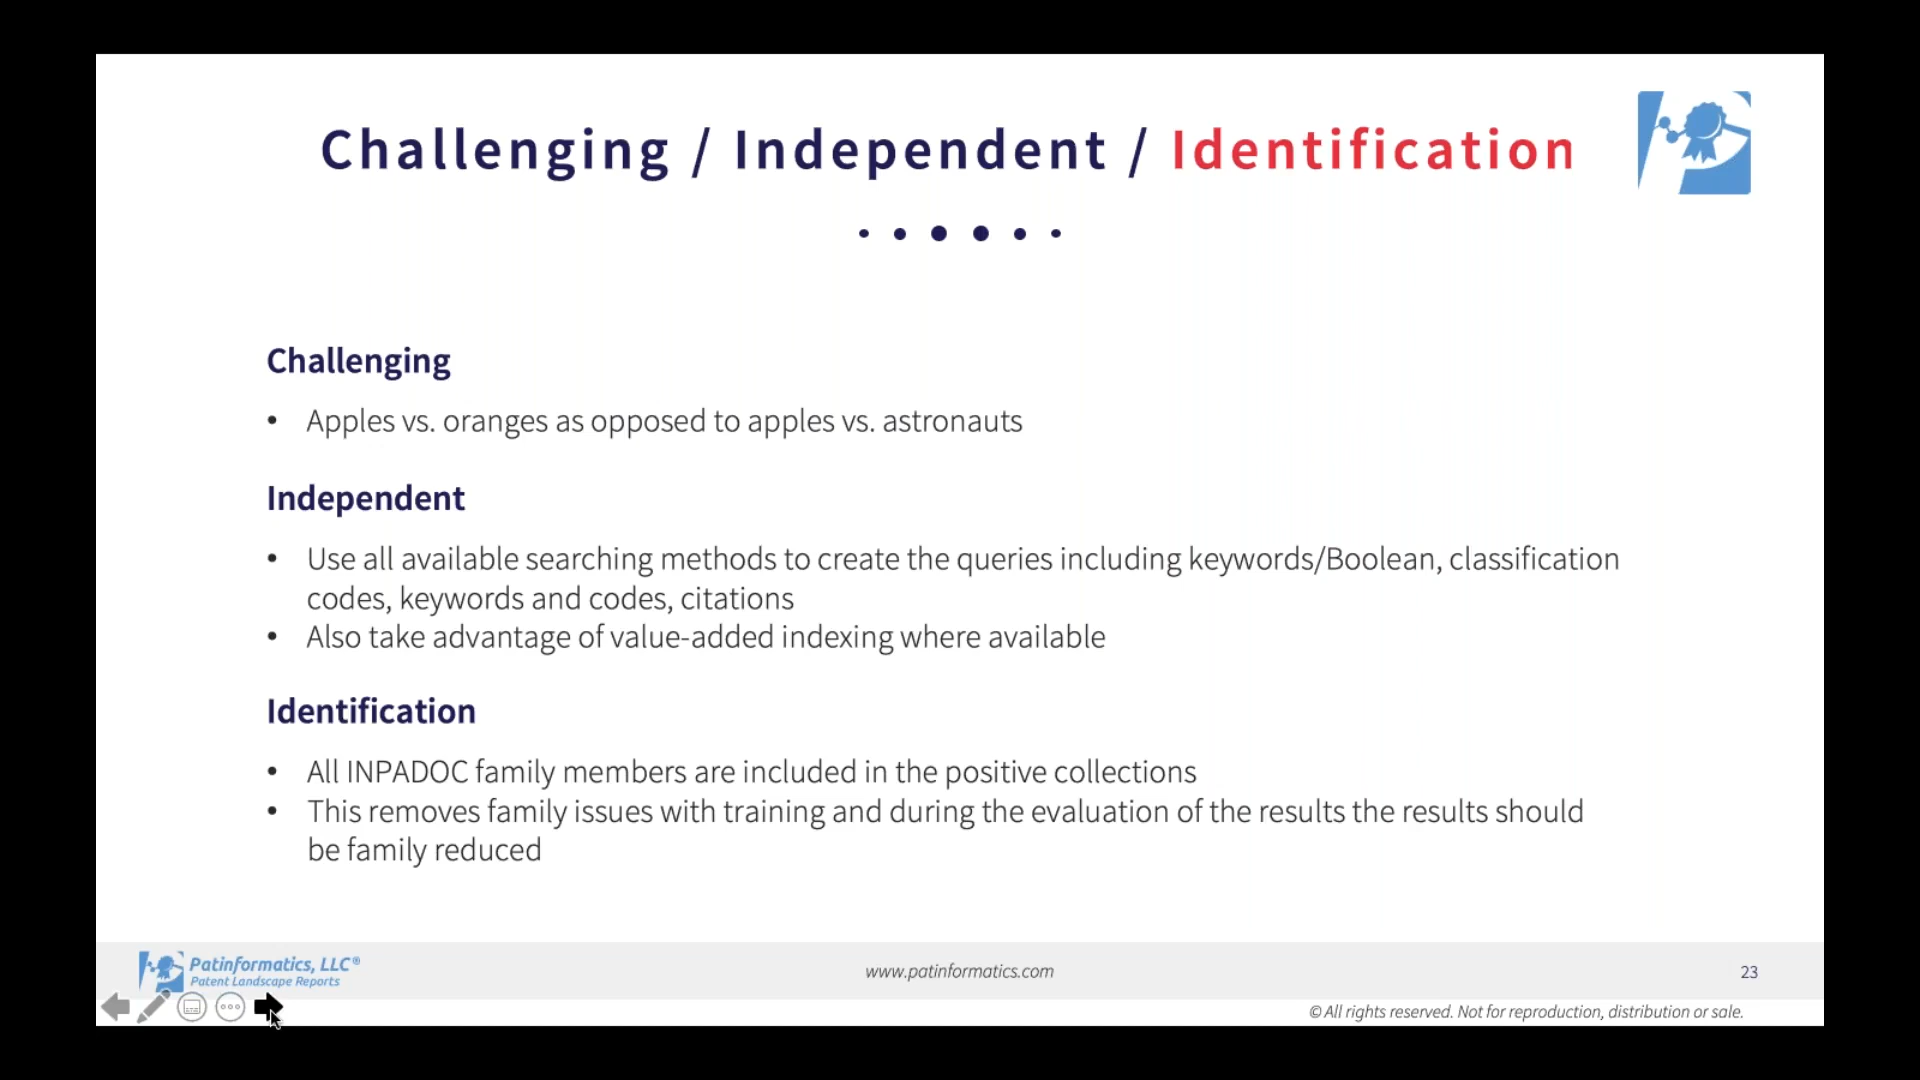 Challenging / Independent / Identification
Challenging
• Apples vs. oranges as opposed to apples vs. astronauts
Independent
• Use all available searching methods to create the queries including keywords/Boolean, classification
codes, keywords and codes, citations
• Also take advantage of value-added indexing where available
Identification
• All INPADOC family members are included in the positive collections
• This removes family issues with training and during the evaluation of the results the results should
be family reduced
Patinformatics, LLC®
Patent Landscape Reports
www.patinformatics.com
23
© All rights reserved. Not for reproduction, distribution or sale.